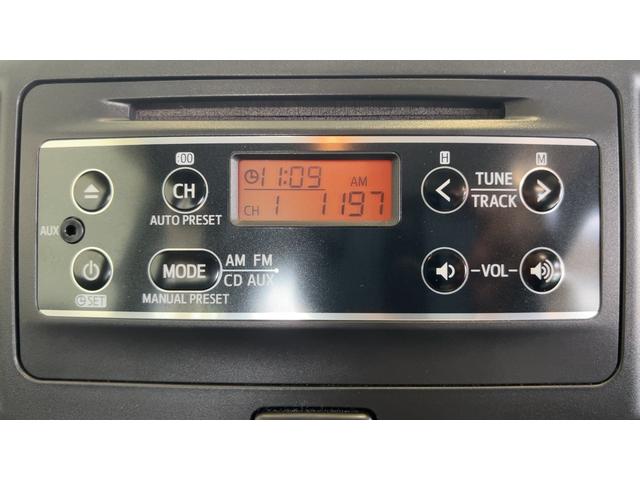 :00
CH
AUTO PRESET
AUX
SET
MODE
MANUAL PRESET
AM FM
CD AUX
11:09 AM
CH 1 1197
H
M
TUNE
TRACK
-VOL-